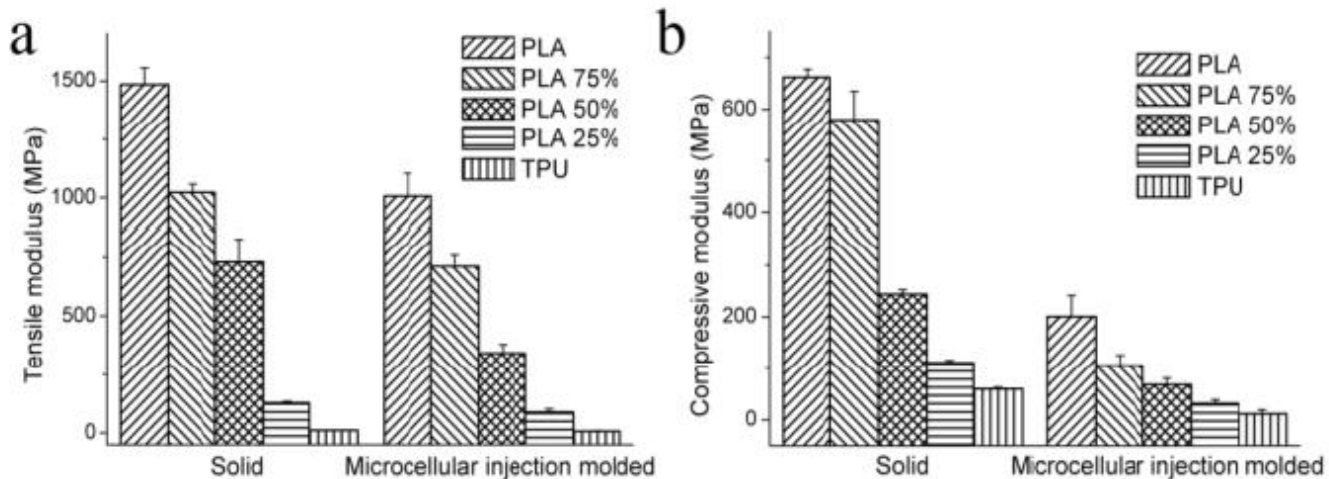 a
Tensile modulus (MPa)
1500
1000
500
0
PLA
PLA 75%
PLA 50%
PLA 25%
TPU
Solid
Microcellular injection molded
b
Compressive modulus (MPa)
600
400
200
0
PLA
PLA 75%
PLA 50%
PLA 25%
TPU
Solid
Microcellular injection molded